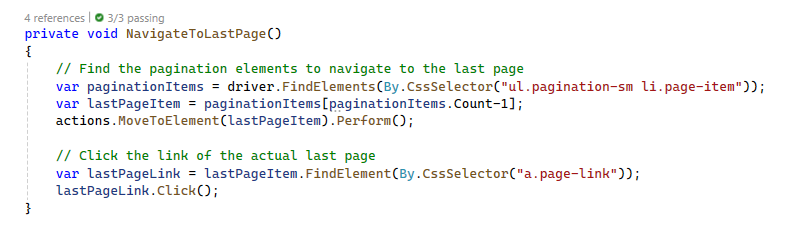 4 references | 3/3 passing
private void NavigateToLastPage()
{
    // Find the pagination elements to navigate to the last page
    var paginationItems = driver.FindElements(By.CssSelector("ul.pagination-sm li.page-item"));
    var lastPageItem = paginationItems[paginationItems.Count-1];
    actions.MoveToElement(lastPageItem).Perform();

    // Click the link of the actual last page
    var lastPageLink = lastPageItem.FindElement(By.CssSelector("a.page-link"));
    lastPageLink.Click();
}